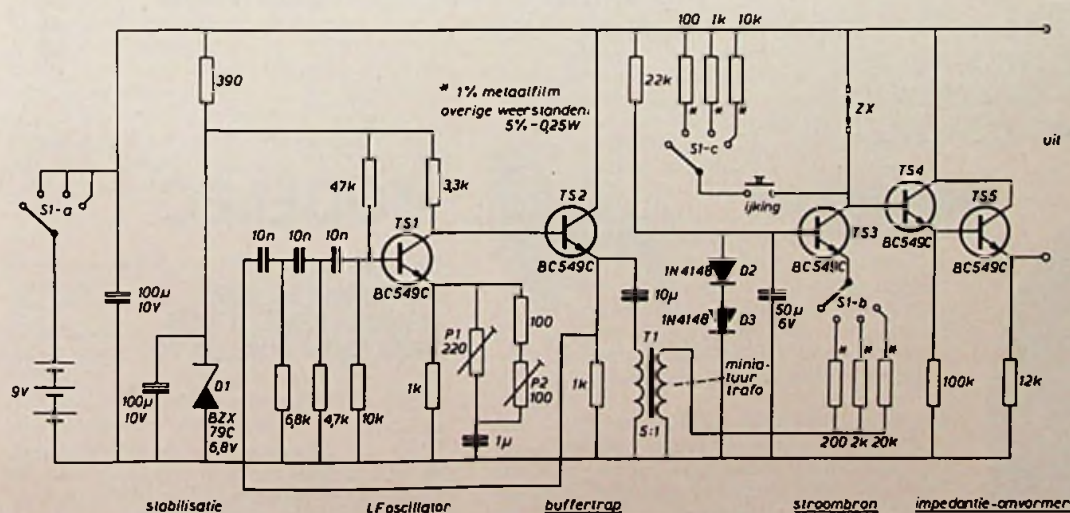 100 1k 10k
390
22k
* 1% metaalfilm
overige weerstanden:
5%-0,25W
* * *
ZX
uit
S1-a
47k
3,3k
S1-c
ijking
TS1
TS2
TS3
TS4
TS5
10n 10n 10n
BC549C
BC549C
BC549C
BC549C
BC549C
100µ
10V
10µ
1N4148 D2
1N4148 D3
50µ
6V
S1-b
P1
220
100
P2
100
T1
minia-
tuur
trafo
* * *
9V
100µ
10V
D1
BZX
79C
6,8V
6,8k
4,7k
10k
1k
1µ
1k
5:1
200 2k 20k
100k
12k
stabilisatie
LF oscillator
buffertrap
stroombron
impedantie-omvormer